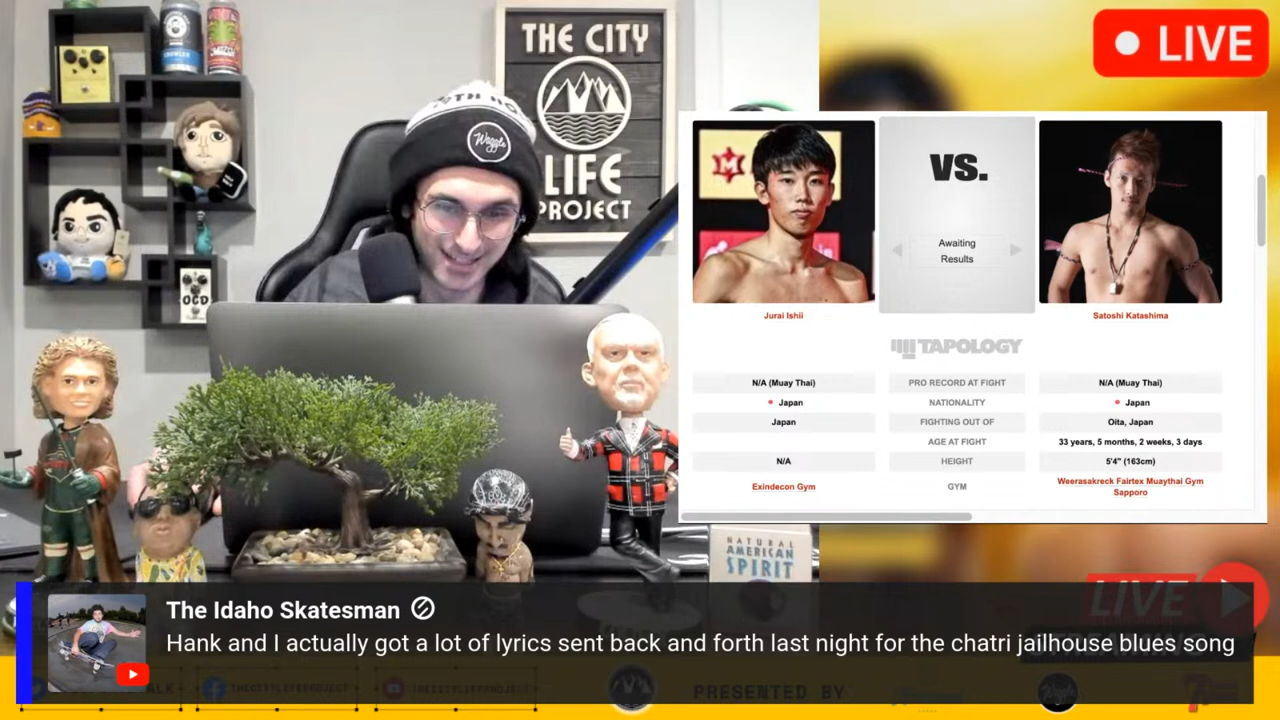 THE CITY
LIFE
PROJECT
Waggle
OCD
LIVE
VS.
Awaiting
Results
Jurai Ishii
Satoshi Katashima
TAPOLOGY
N/A (Muay Thai)
PRO RECORD AT FIGHT
N/A (Muay Thai)
Japan
NATIONALITY
Japan
Japan
FIGHTING OUT OF
Oita, Japan
AGE AT FIGHT
33 years, 5 months, 2 weeks, 3 days
N/A
HEIGHT
5'4" (163cm)
Exindecon Gym
GYM
Weerasakreck Fairtex Muaythai Gym
Sapporo
NATURAL
AMERICAN
SPIRIT
LIVE
The Idaho Skatesman
Hank and I actually got a lot of lyrics sent back and forth last night for the chatri jailhouse blues song
THECITYLIFEPROJECT
THECITYLIFEPROJECT
PRESENTED BY
Waggle